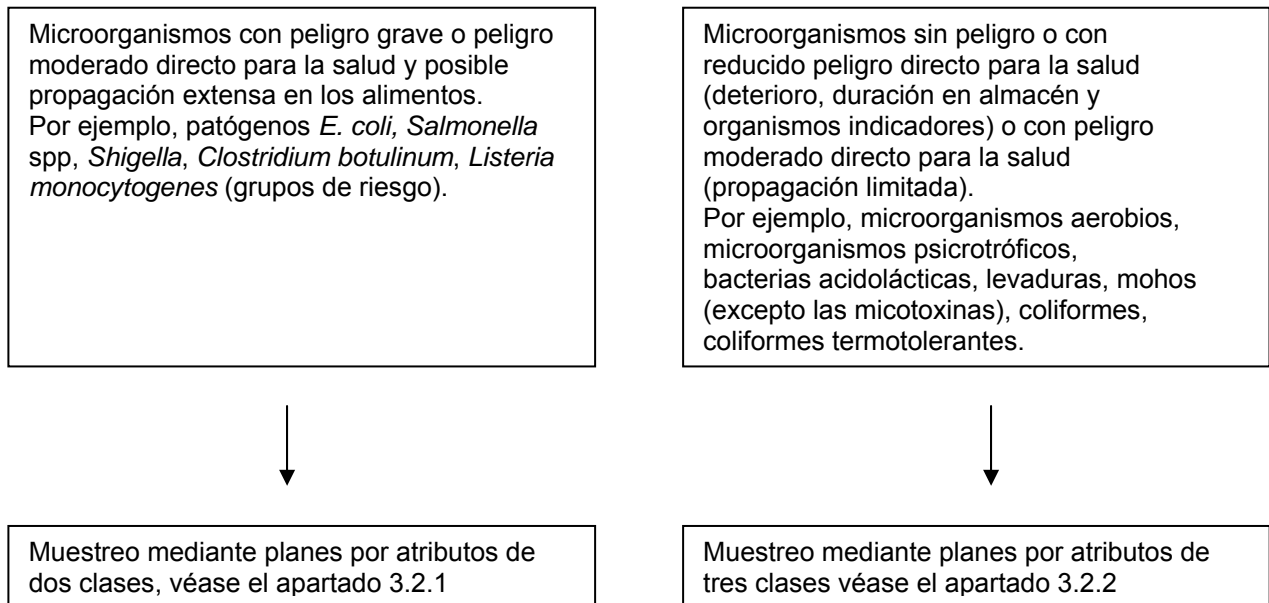 Microorganismos con peligro grave o peligro
moderado directo para la salud y posible
propagación extensa en los alimentos.
Por ejemplo, patógenos E. coli, Salmonella
spp, Shigella, Clostridium botulinum, Listeria
monocytogenes (grupos de riesgo).
Microorganismos sin peligro o con
reducido peligro directo para la salud
(deterioro, duración en almacén y
organismos indicadores) o con peligro
moderado directo para la salud
(propagación limitada).
Por ejemplo, microorganismos aerobios,
microorganismos psicrotróficos,
bacterias acidolácticas, levaduras, mohos
(excepto las micotoxinas), coliformes,
coliformes termotolerantes.
Muestreo mediante planes por atributos de
dos clases, véase el apartado 3.2.1
Muestreo mediante planes por atributos de
tres clases véase el apartado 3.2.2